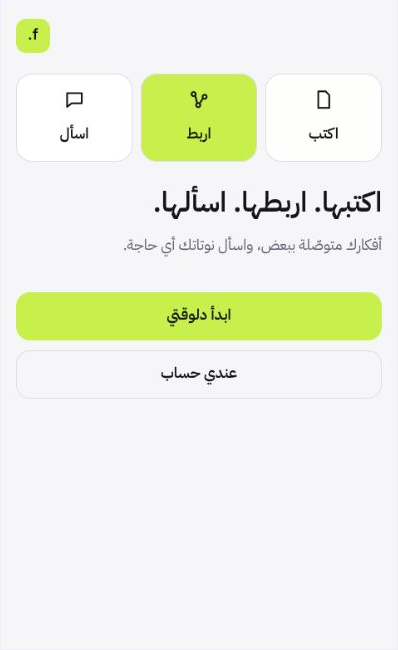 f.
اكتب
اربط
اسأل
اكتبها. اربطها. اسألها.
أفكارك متوصّلة ببعض، واسأل نوتاتك أي حاجة.
ابدأ دلوقتي
عندي حساب